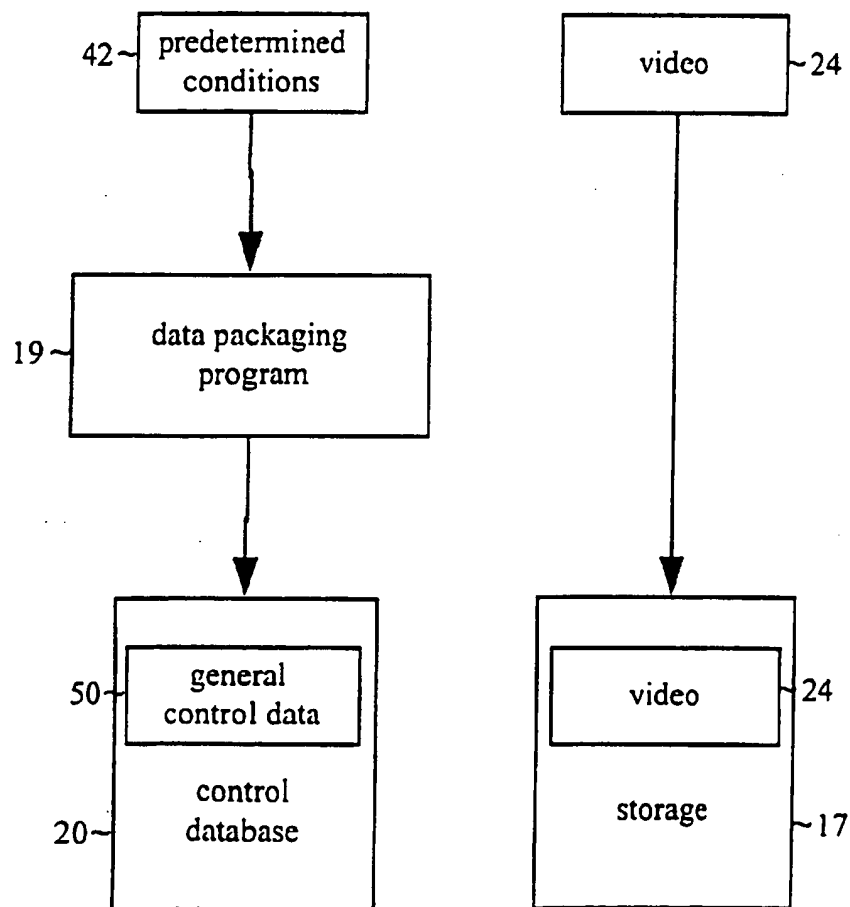 42~ predetermined
conditions
video ~24
19~ data packaging
program
50~ general
control data
video ~24
20~ control
database
storage ~17